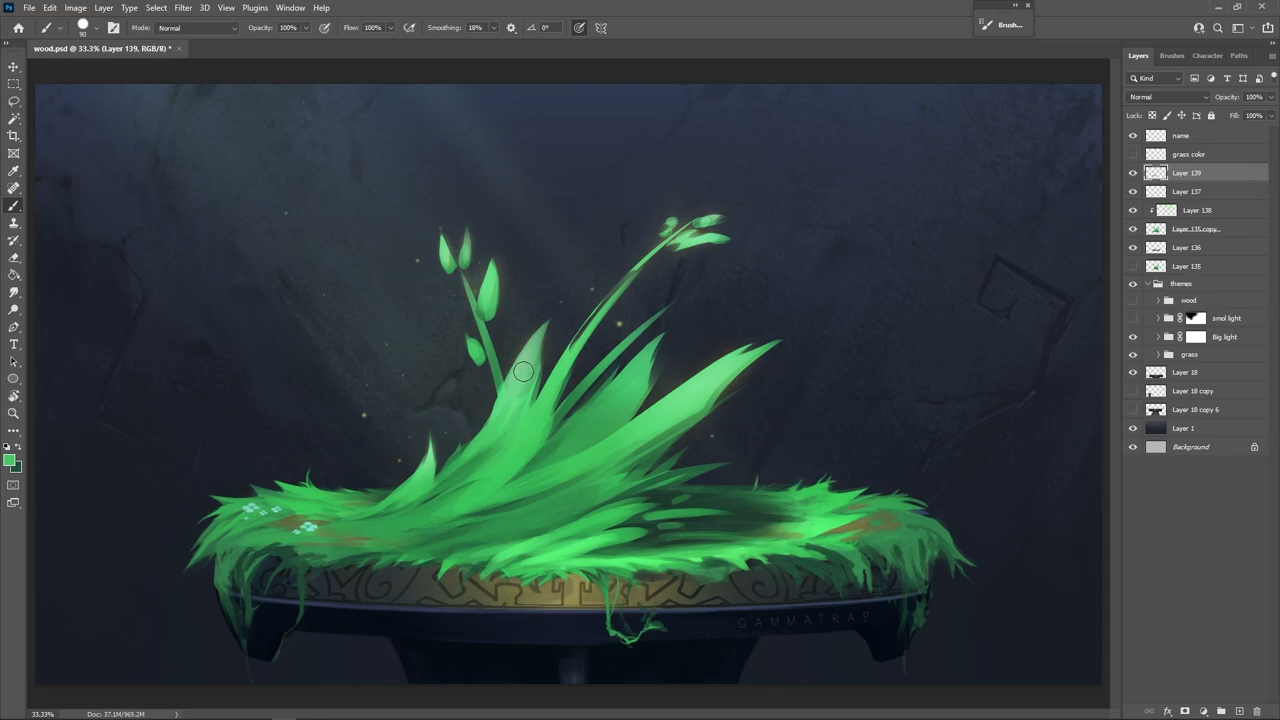 File Edit Image Layer Type Select Filter 3D View Plugins Window Help
90 Mode: Normal Opacity: 100% Flow: 100% Smoothing: 18% 0°
Brush...
wood.psd @ 33.3% (Layer 139, RGB/8) *
Layers Brushes Character Paths
Kind
Normal Opacity: 100%
Lock: Fill: 100%
name
grass color
Layer 139
Layer 137
Layer 138
Layer 135 copy
Layer 136
Layer 135
themes
wood
smol light
Big light
grass
Layer 18
Layer 18 copy
Layer 18 copy 6
Layer 1
Background
GAMMATRAP
33.33% Doc: 37.1M/969.2M